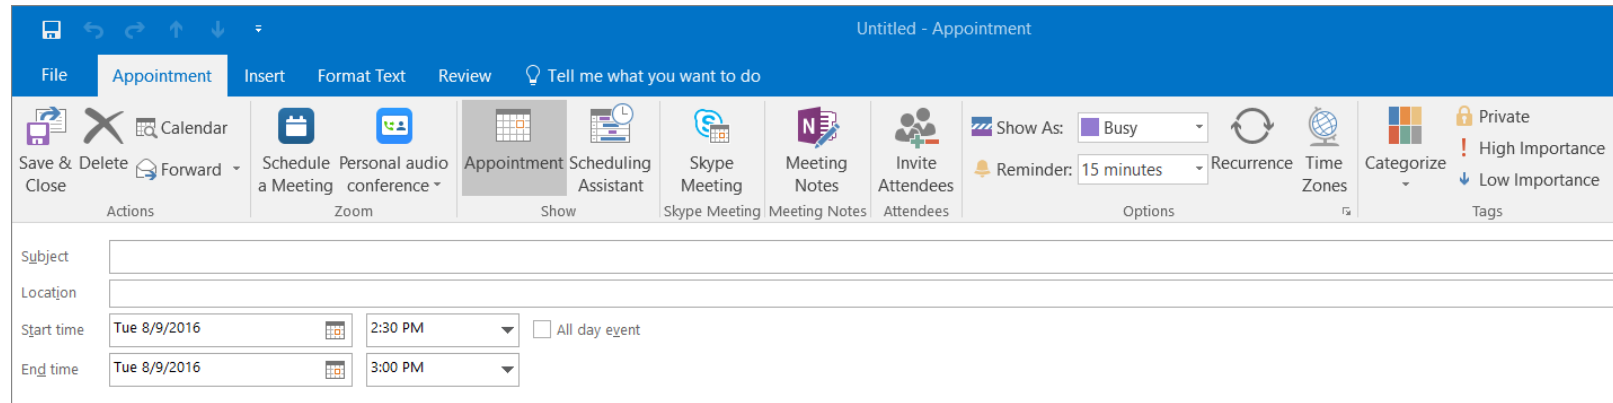 Untitled - Appointment
File Appointment Insert Format Text Review Tell me what you want to do
Save & Close
Delete
Calendar
Forward
Actions
Schedule a Meeting
Personal audio conference
Zoom
Appointment
Scheduling Assistant
Show
Skype Meeting
Skype Meeting
Meeting Notes
Meeting Notes
Invite Attendees
Attendees
Show As: Busy
Reminder: 15 minutes
Recurrence
Time Zones
Options
Categorize
Private
High Importance
Low Importance
Tags
Subject
Location
Start time Tue 8/9/2016 2:30 PM All day event
End time Tue 8/9/2016 3:00 PM